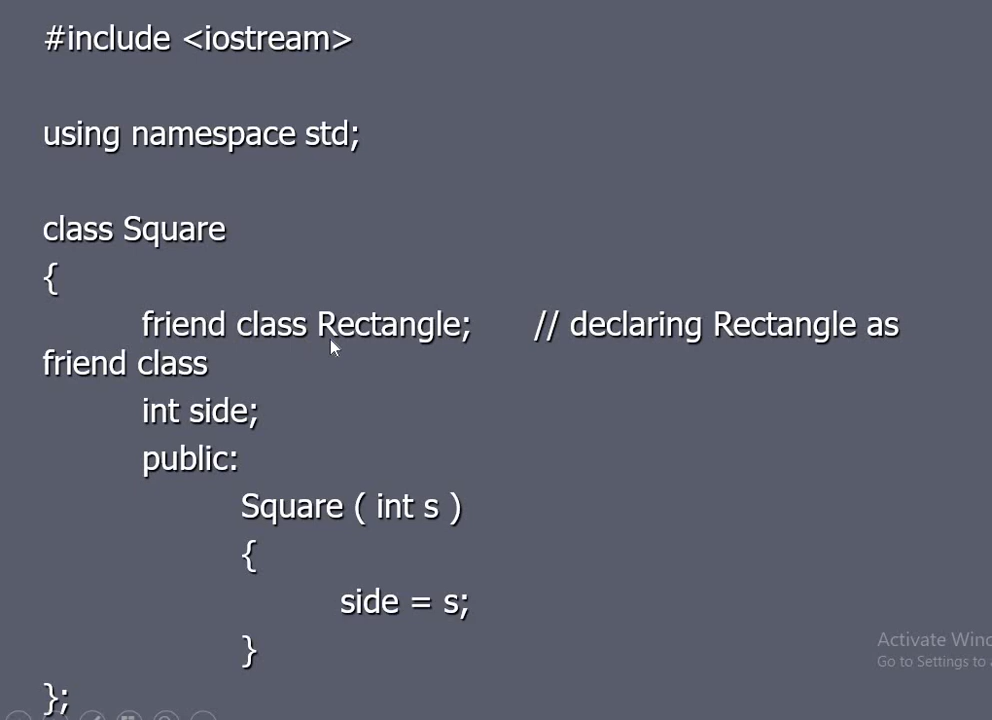 #include <iostream>
using namespace std;
class Square
{
friend class Rectangle; // declaring Rectangle as
friend class
int side;
public:
Square ( int s )
{
side = s;
}
};
Activate
Go to Settings to